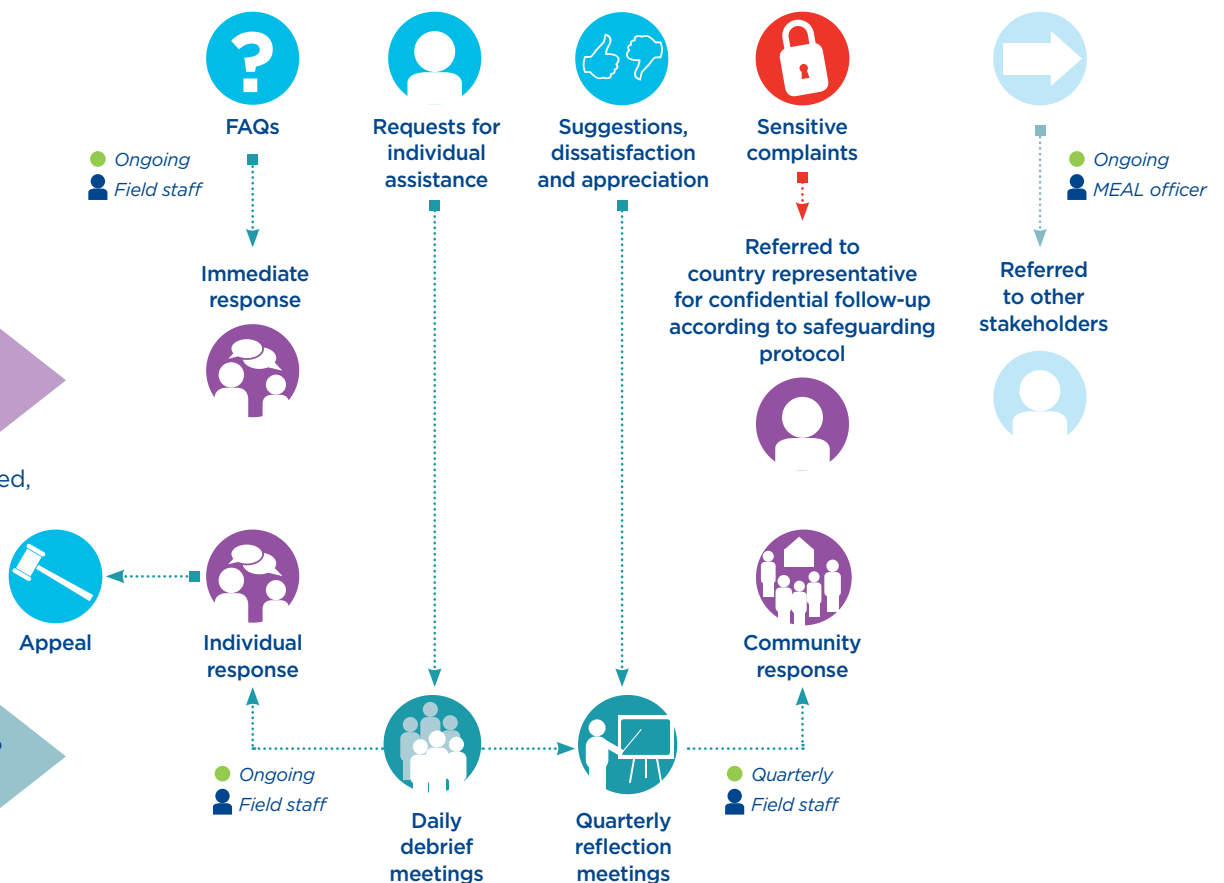 FAQs
Requests for
individual
assistance
Suggestions,
dissatisfaction
and appreciation
Sensitive
complaints
Ongoing
Field staff
Ongoing
MEAL officer
Immediate
response
Referred to
country representative
for confidential follow-up
according to safeguarding
protocol
Referred
to other
stakeholders
Appeal
Individual
response
Community
response
Ongoing
Field staff
Quarterly
Field staff
Daily
debrief
meetings
Quarterly
reflection
meetings